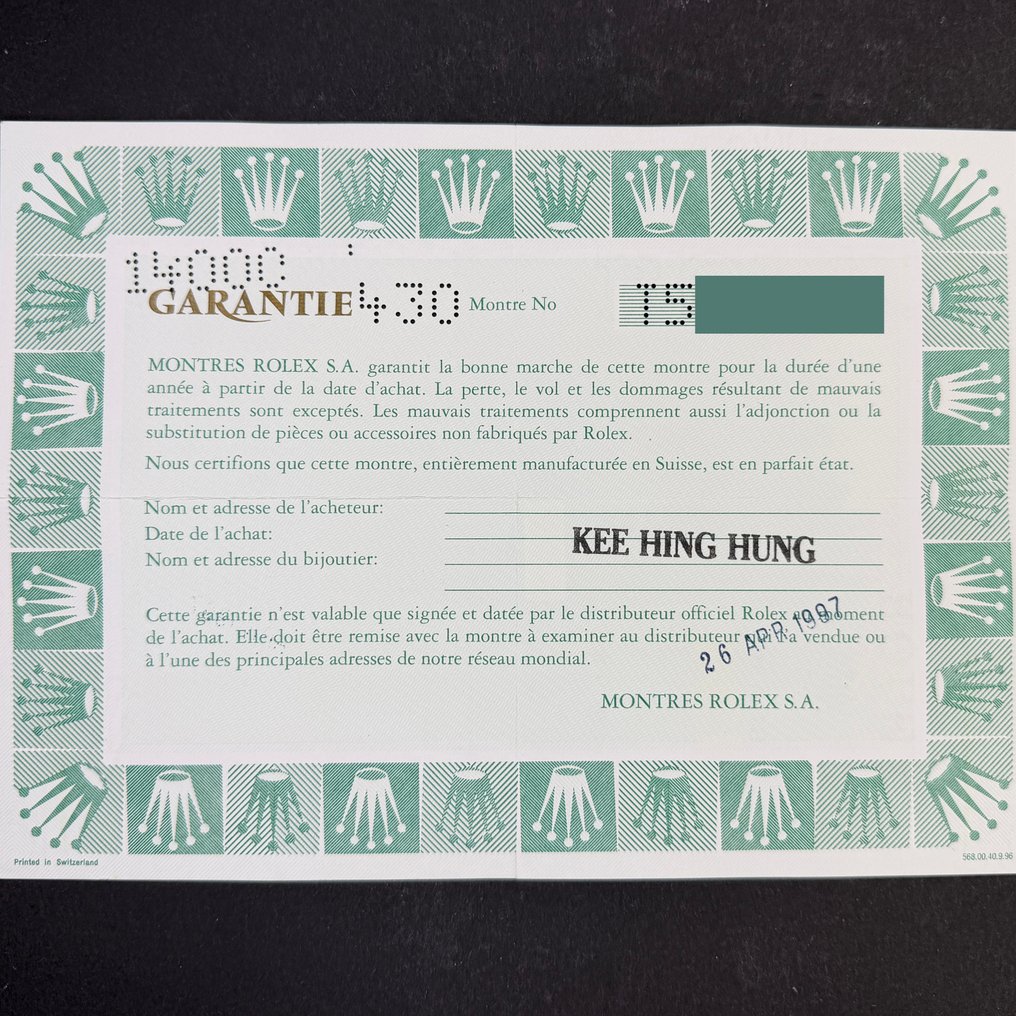 14000
GARANTIE 430 Montre No T5
MONTRES ROLEX S.A. garantit la bonne marche de cette montre pour la durée d'une
année à partir de la date d'achat. La perte, le vol et les dommages résultant de mauvais
traitements sont exceptés. Les mauvais traitements comprennent aussi l'adjonction ou la
substitution de pièces ou accessoires non fabriqués par Rolex.
Nous certifions que cette montre, entièrement manufacturée en Suisse, est en parfait état.
Nom et adresse de l'acheteur:
Date de l'achat:
KEE HING HUNG
Nom et adresse du bijoutier:
Cette garantie n'est valable que signée et datée par le distributeur officiel Rolex au moment
de l'achat. Elle doit être remise avec la montre à examiner au distributeur vendue ou
à l'une des principales adresses de notre réseau mondial.
26 APR 1997
MONTRES ROLEX S.A.
Printed in Switzerland
568.00.40.9.96